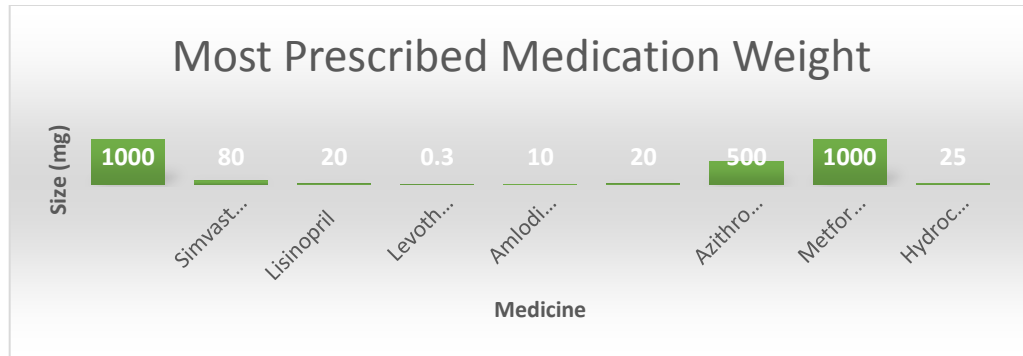 Most Prescribed Medication Weight
Size (mg)
1000 80 20 0.3 10 20 500 1000 25
Simvast... Lisinopril Levoth... Amlodi... Azithro... Metfor... Hydroc...
Medicine